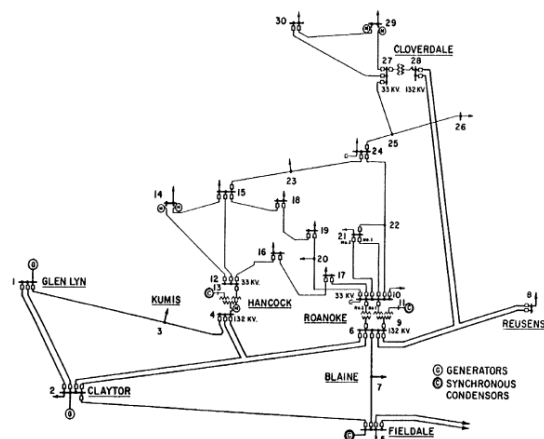 30
29
CLOVERDALE
27
28
33 KV.
132 KV.
25
26
24
23
14
15
18
22
19
21
16
20
17
12
33 KV.
13
HANCOCK
10
11
33 KV.
ROANOKE
8
1
GLEN LYN
G
KUMIS
3
4
132 KV.
6
9
132 KV.
REUSENS
BLAINE
7
G GENERATORS
C SYNCHRONOUS
CONDENSORS
2
CLAYTOR
G
FIELDALE
5